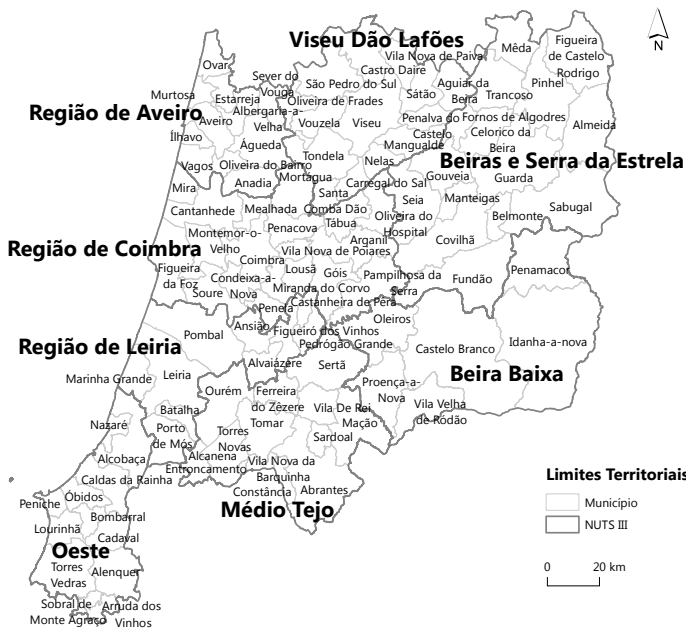 Viseu Dão Lafões
Vila Nova de Paiva
Mêda
Figueira
de Castelo
Rodrigo
N
Ovar
Sever do
Vouga
Castro Daire
São Pedro do Sul
Aguiar da
Beira
Pinhel
Murtosa
Estarreja
Oliveira de Frades
Sátão
Trancoso
Região de Aveiro
Aveiro
Albergaria-a-
Velha
Vouzela
Viseu
Penalva do
Castelo
Fornos de Algodres
Almeida
Ílhavo
Águeda
Mangualde
Celorico da
Beira
Vagos
Oliveira do Bairro
Tondela
Nelas
Beiras e Serra da Estrela
Mira
Anadia
Mortágua
Carregal do Sal
Gouveia
Guarda
Santa
Comba Dão
Seia
Manteigas
Cantanhede
Mealhada
Tábua
Oliveira do
Hospital
Belmonte
Sabugal
Montemor-o-
Velho
Penacova
Arganil
Covilhã
Região de Coimbra
Coimbra
Vila Nova de Poiares
Figueira
da Foz
Condeixa-a-
Nova
Lousã
Góis
Pampilhosa da
Serra
Fundão
Penamacor
Soure
Miranda do Corvo
Penela
Castanheira de Pêra
Ansião
Figueiró dos Vinhos
Oleiros
Pombal
Pedrógão Grande
Região de Leiria
Castelo Branco
Idanha-a-nova
Alvaiázere
Sertã
Marinha Grande
Leiria
Beira Baixa
Ourém
Ferreira
do Zêzere
Proença-a-
Nova
Batalha
Vila De Rei
Vila Velha
de Ródão
Nazaré
Porto
de Mós
Tomar
Mação
Torres
Novas
Sardoal
Alcobaça
Alcanena
Entroncamento
Vila Nova da
Barquinha
Caldas da Rainha
Constância
Abrantes
Limites Territoriais
Peniche
Óbidos
Médio Tejo
Município
Bombarral
NUTS III
Lourinhã
Cadaval
Oeste
Torres
Vedras
Alenquer
0 20 km
Sobral de
Monte Agraço
Arruda dos
Vinhos